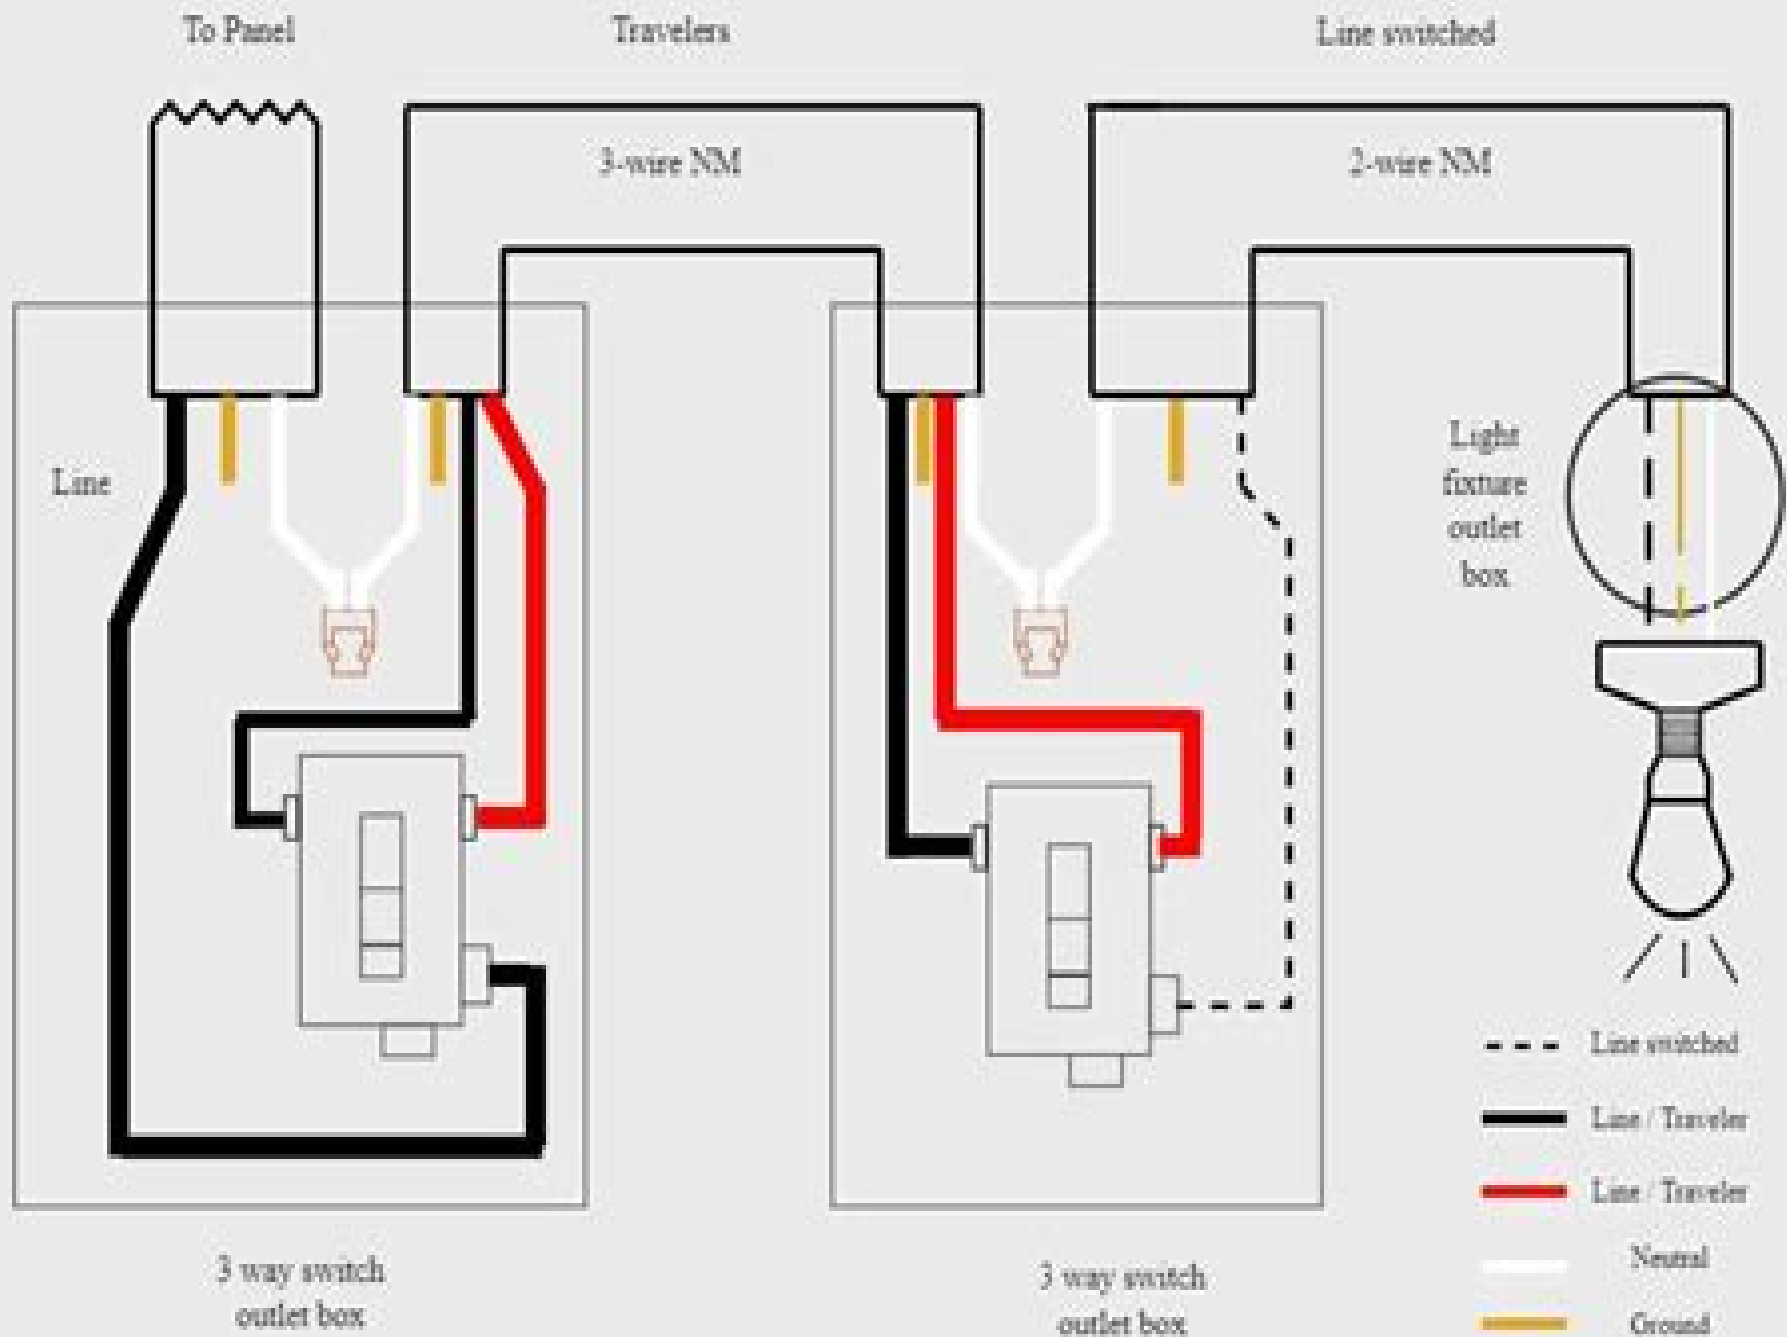 To Panel
Travelers
Line switched
3-wire NM
2-wire NM
Line
Light
fixture
outlet
box
Line switched
Line / Traveler
Line / Traveler
Neutral
Ground
3 way switch
outlet box
3 way switch
outlet box